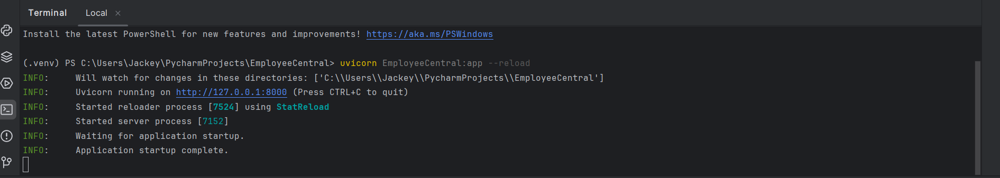 Terminal Local ×
Install the latest PowerShell for new features and improvements! https://aka.ms/PSWindows
(.venv) PS C:\Users\Jackey\PycharmProjects\EmployeeCentral> uvicorn EmployeeCentral:app --reload
INFO:     Will watch for changes in these directories: ['C:\\Users\\Jackey\\PycharmProjects\\EmployeeCentral']
INFO:     Uvicorn running on http://127.0.0.1:8000 (Press CTRL+C to quit)
INFO:     Started reloader process [7524] using StatReload
INFO:     Started server process [7152]
INFO:     Waiting for application startup.
INFO:     Application startup complete.